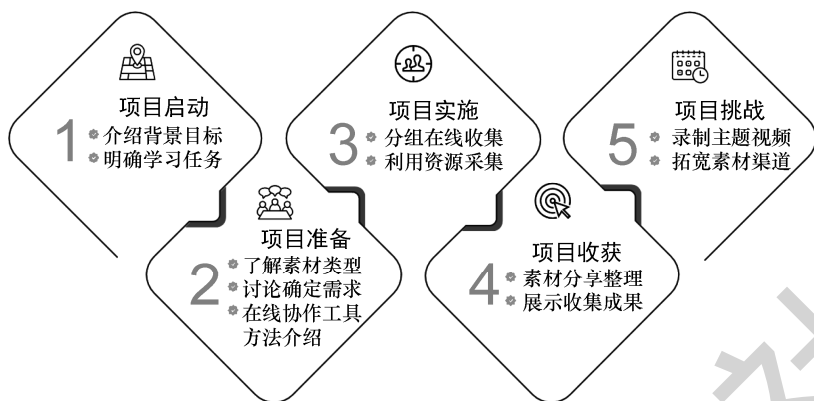 1
项目启动
介绍背景目标
明确学习任务
2
项目准备
了解素材类型
讨论确定需求
在线协作工具
方法介绍
3
项目实施
分组在线收集
利用资源采集
4
项目收获
素材分享整理
展示收集成果
5
项目挑战
录制主题视频
拓宽素材渠道